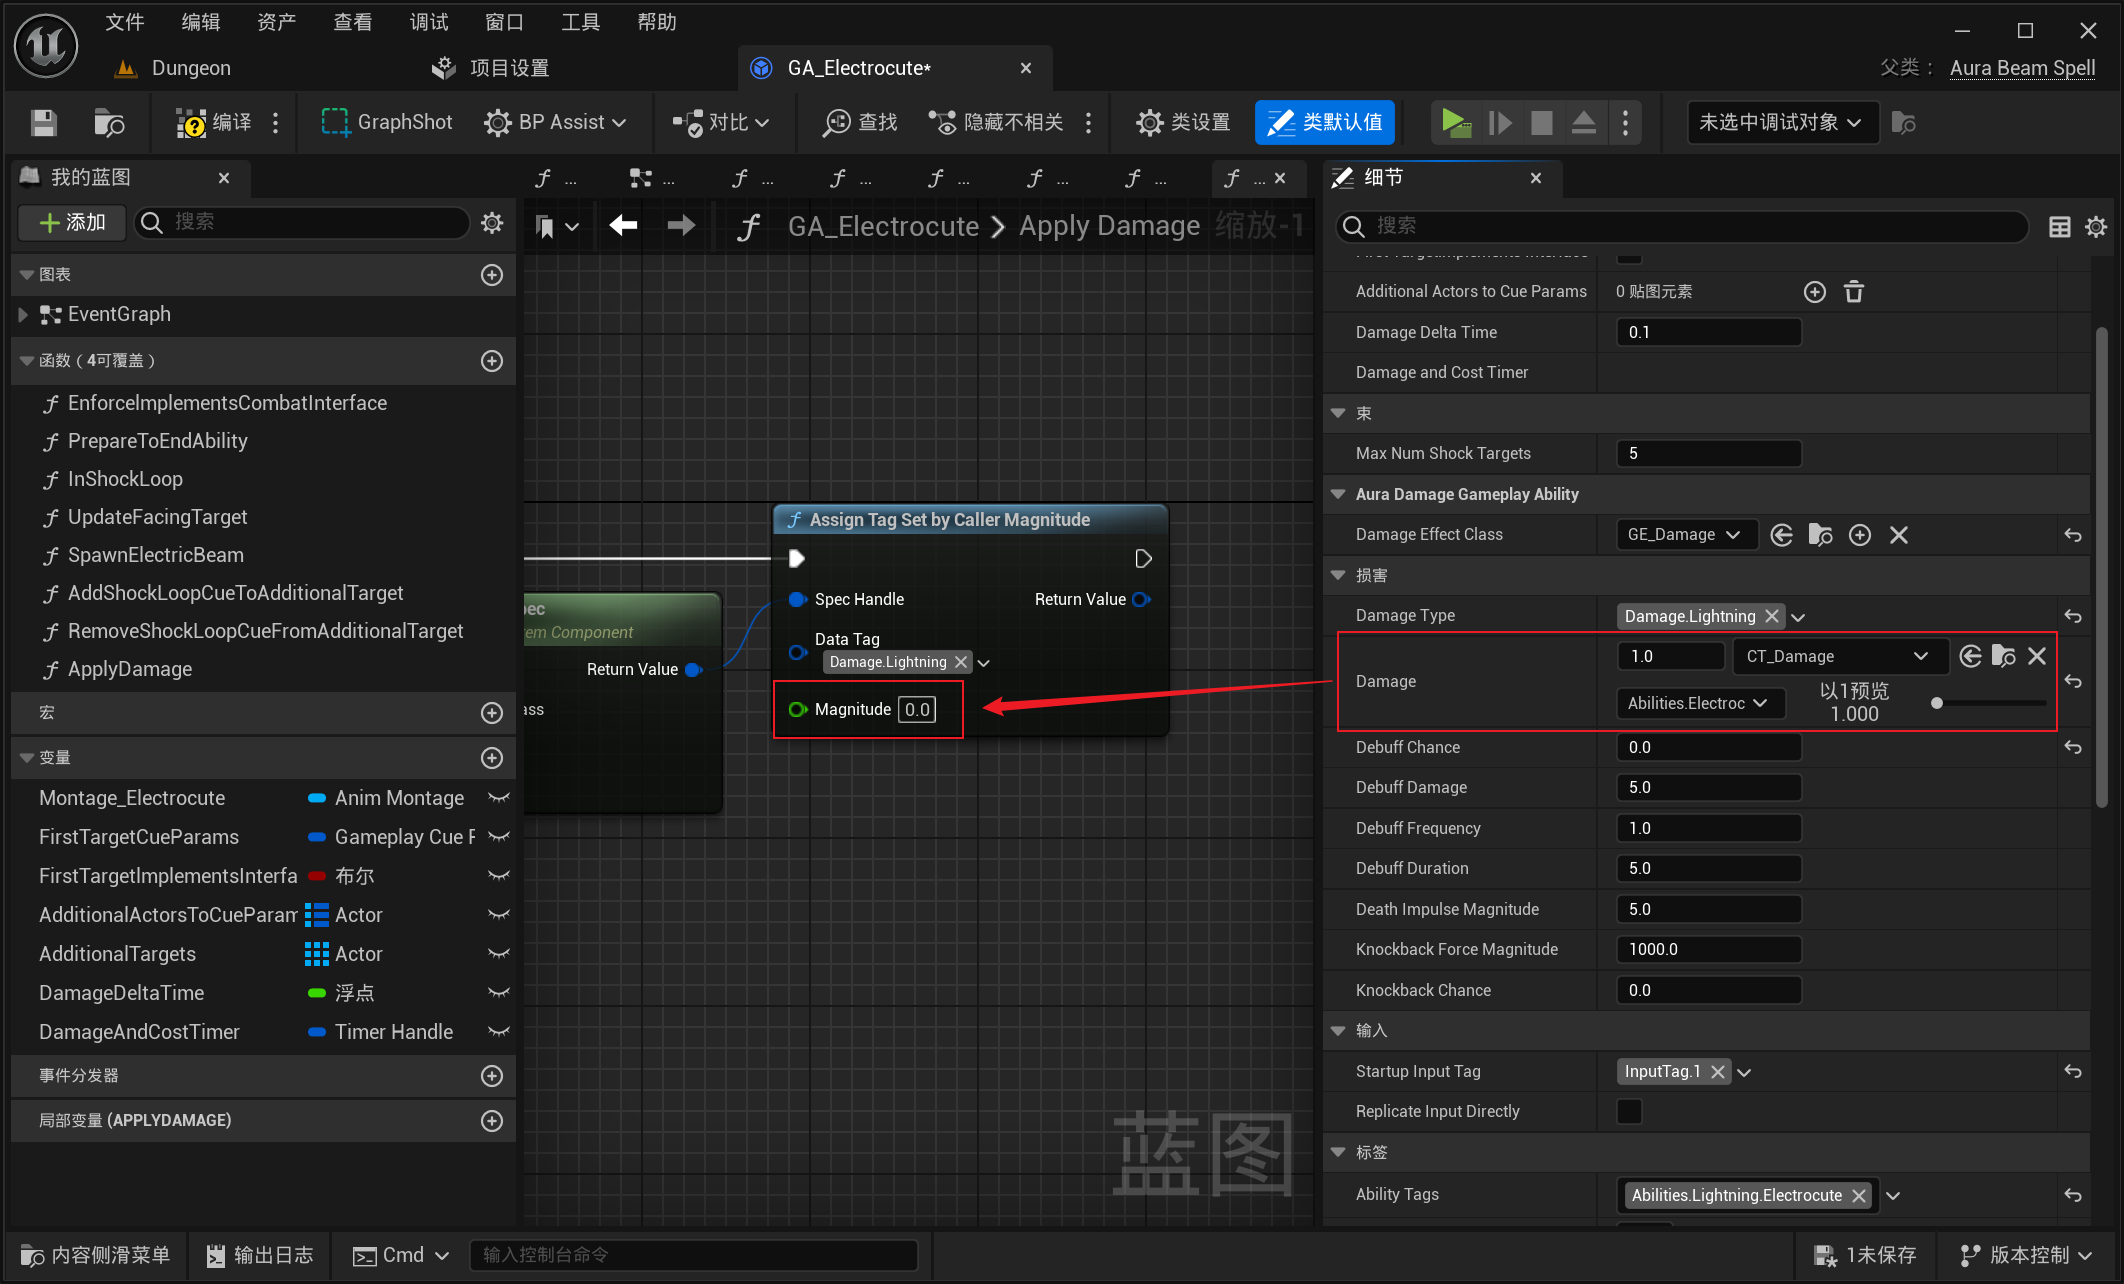 文件 编辑 资产 查看 调试 窗口 工具 帮助
Dungeon 项目设置 GA_Electrocute* 父类： Aura Beam Spell
编译 GraphShot BP Assist 对比 查找 隐藏不相关 类设置 类默认值 未选中调试对象
我的蓝图
添加 搜索
图表
EventGraph
函数（4可覆盖）
EnforceImplementsCombatInterface
PrepareToEndAbility
InShockLoop
UpdateFacingTarget
SpawnElectricBeam
AddShockLoopCueToAdditionalTarget
RemoveShockLoopCueFromAdditionalTarget
ApplyDamage
宏
变量
Montage_Electrocute Anim Montage
FirstTargetCueParams Gameplay Cue P
FirstTargetImplementsInterfa 布尔
AdditionalActorsToCueParam Actor
AdditionalTargets Actor
DamageDeltaTime 浮点
DamageAndCostTimer Timer Handle
事件分发器
局部变量 (APPLYDAMAGE)
f ... ... f ... f ... f ... f ... f ... f ...
GA_Electrocute > Apply Damage 缩放-1
pec
em Component
Return Value
ass
Assign Tag Set by Caller Magnitude
Spec Handle Return Value
Data Tag
Damage.Lightning
Magnitude 0.0
蓝图
细节
搜索
First TargetImplements Interface
Additional Actors to Cue Params 0 贴图元素
Damage Delta Time 0.1
Damage and Cost Timer
束
Max Num Shock Targets 5
Aura Damage Gameplay Ability
Damage Effect Class GE_Damage
损害
Damage Type Damage.Lightning
Damage 1.0 CT_Damage
Abilities.Electroc 以1预览
1.000
Debuff Chance 0.0
Debuff Damage 5.0
Debuff Frequency 1.0
Debuff Duration 5.0
Death Impulse Magnitude 5.0
Knockback Force Magnitude 1000.0
Knockback Chance 0.0
输入
Startup Input Tag InputTag.1
Replicate Input Directly
标签
Ability Tags Abilities.Lightning.Electrocute
内容侧滑菜单 输出日志 Cmd 输入控制台命令 1未保存 版本控制